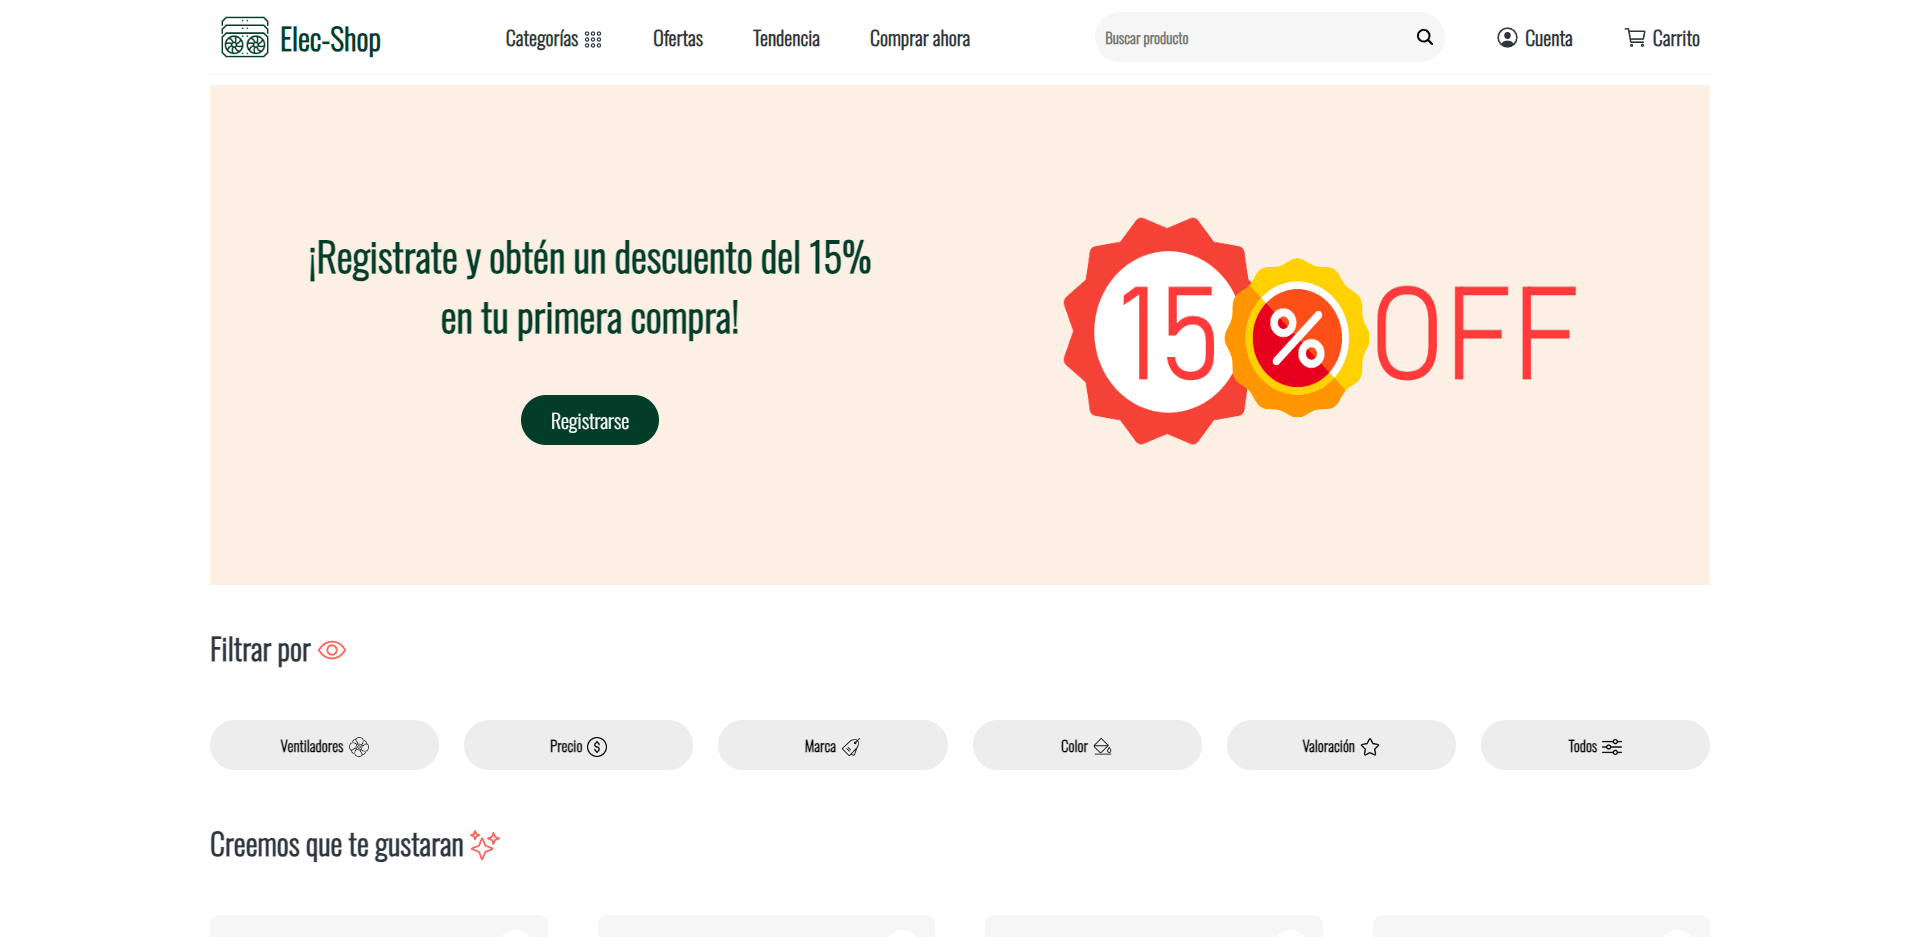 Elec-Shop
Categorías
Ofertas
Tendencia
Comprar ahora
Buscar producto
Cuenta
Carrito
¡Registrate y obtén un descuento del 15%
en tu primera compra!
Registrarse
15 % OFF
Filtrar por
Ventiladores
Precio $
Marca
Color
Valoración
Todos
Creemos que te gustaran